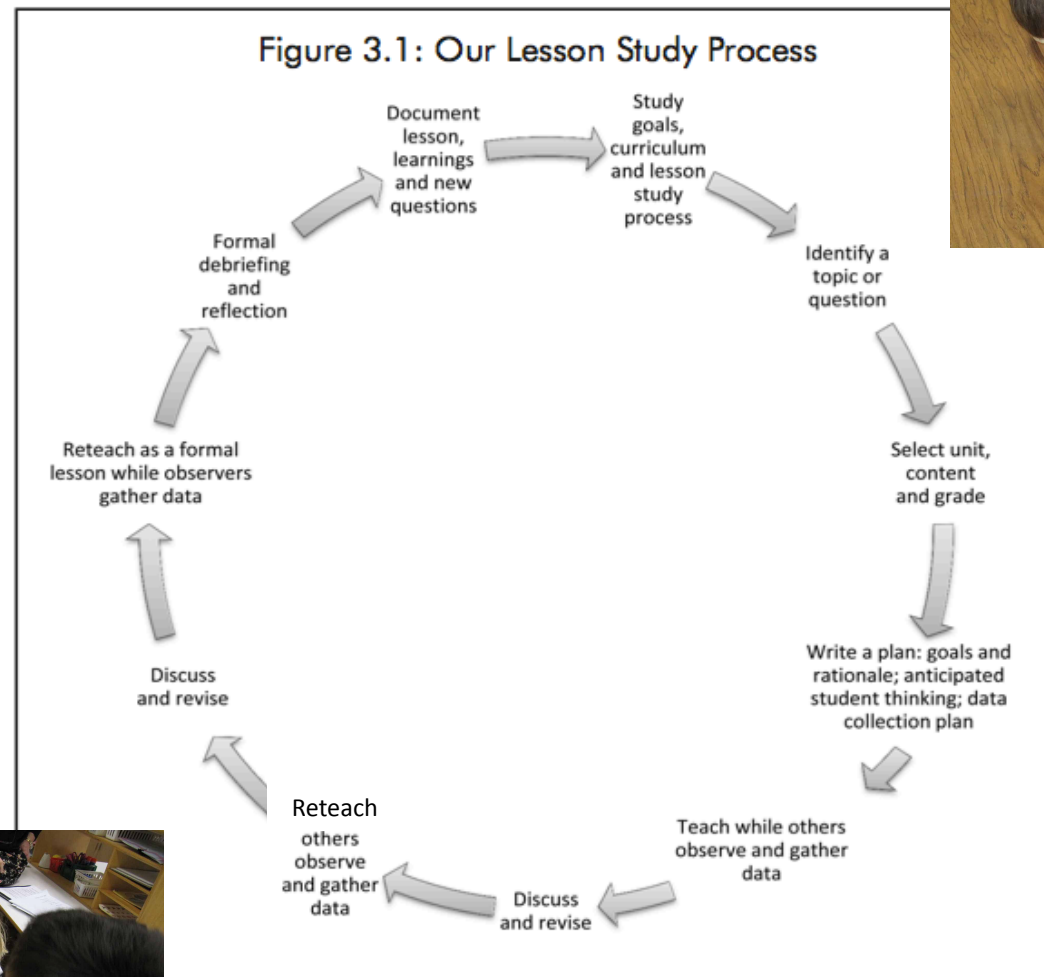 Figure 3.1: Our Lesson Study Process
Study
goals,
curriculum
and lesson
study
process
Identify a
topic or
question
Select unit,
content
and grade
Write a plan: goals and
rationale; anticipated
student thinking; data
collection plan
Teach while others
observe and gather
data
Discuss
and revise
Reteach
others
observe
and gather
data
Discuss
and revise
Reteach as a formal
lesson while observers
gather data
Formal
debriefing
and
reflection
Document
lesson,
learnings
and new
questions